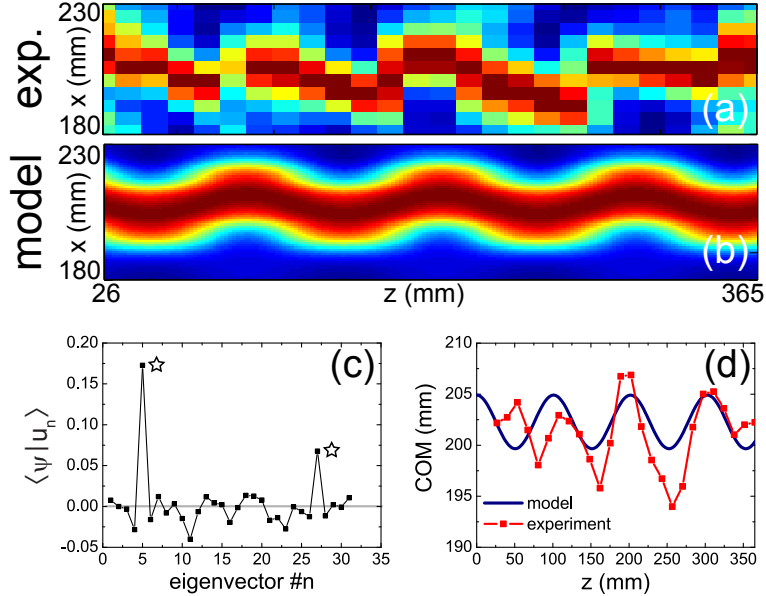 exp.
x (mm)
230
180
(a)
model
x (mm)
230
180
(b)
26
z (mm)
365
(c)
⟨ψ|u_n⟩
0.20
0.15
0.10
0.05
0.00
-0.05
0 5 10 15 20 25 30 35
eigenvector #n
(d)
COM (mm)
210
205
200
195
190
model
experiment
0 50 100 150 200 250 300 350
z (mm)